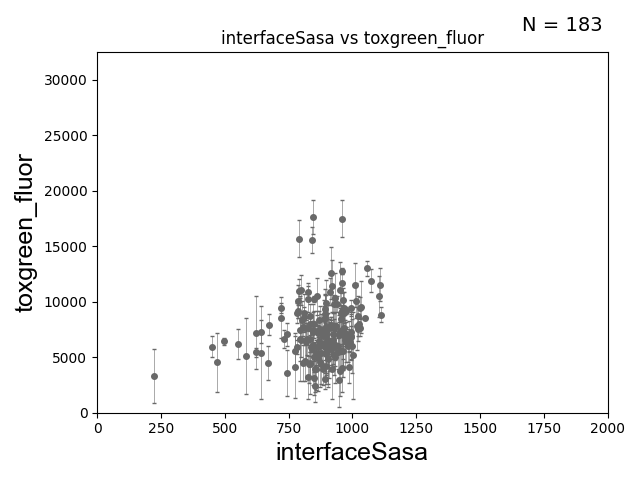 N = 183
interfaceSasa vs toxgreen_fluor
30000
25000
20000
15000
10000
5000
0
toxgreen_fluor
0 250 500 750 1000 1250 1500 1750 2000
interfaceSasa